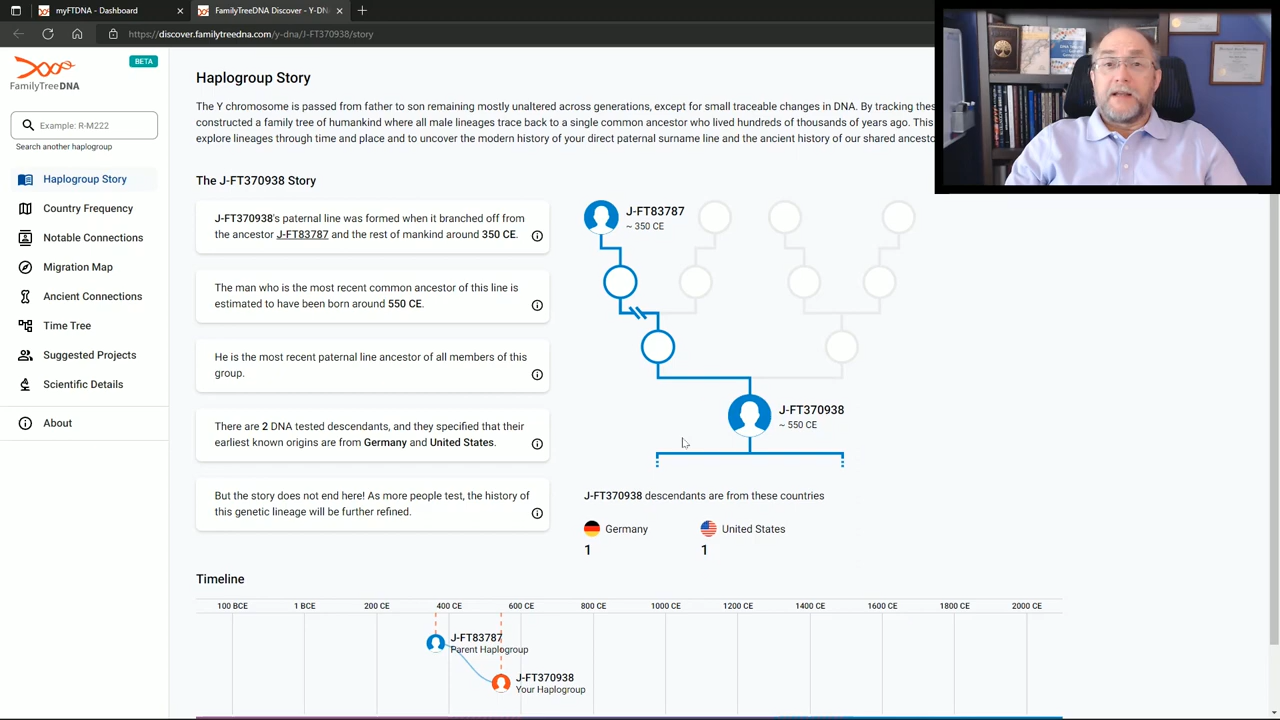 myFTDNA - Dashboard
FamilyTreeDNA Discover - Y-DN
https://discover.familytreedna.com/y-dna/J-FT370938/story
BETA
FamilyTreeDNA
Example: R-M222
Search another haplogroup
Haplogroup Story
Country Frequency
Notable Connections
Migration Map
Ancient Connections
Time Tree
Suggested Projects
Scientific Details
About
Haplogroup Story
The Y chromosome is passed from father to son remaining mostly unaltered across generations, except for small traceable changes in DNA. By tracking thes
constructed a family tree of humankind where all male lineages trace back to a single common ancestor who lived hundreds of thousands of years ago. This
explore lineages through time and place and to uncover the modern history of your direct paternal surname line and the ancient history of our shared ancesto
The J-FT370938 Story
J-FT370938's paternal line was formed when it branched off from
the ancestor J-FT83787 and the rest of mankind around 350 CE.
The man who is the most recent common ancestor of this line is
estimated to have been born around 550 CE.
He is the most recent paternal line ancestor of all members of this
group.
There are 2 DNA tested descendants, and they specified that their
earliest known origins are from Germany and United States.
But the story does not end here! As more people test, the history of
this genetic lineage will be further refined.
J-FT83787
~ 350 CE
J-FT370938
~ 550 CE
J-FT370938 descendants are from these countries
Germany
United States
1
1
Timeline
100 BCE 1 BCE 200 CE 400 CE 600 CE 800 CE 1000 CE 1200 CE 1400 CE 1600 CE 1800 CE 2000 CE
J-FT83787
Parent Haplogroup
J-FT370938
Your Haplogroup